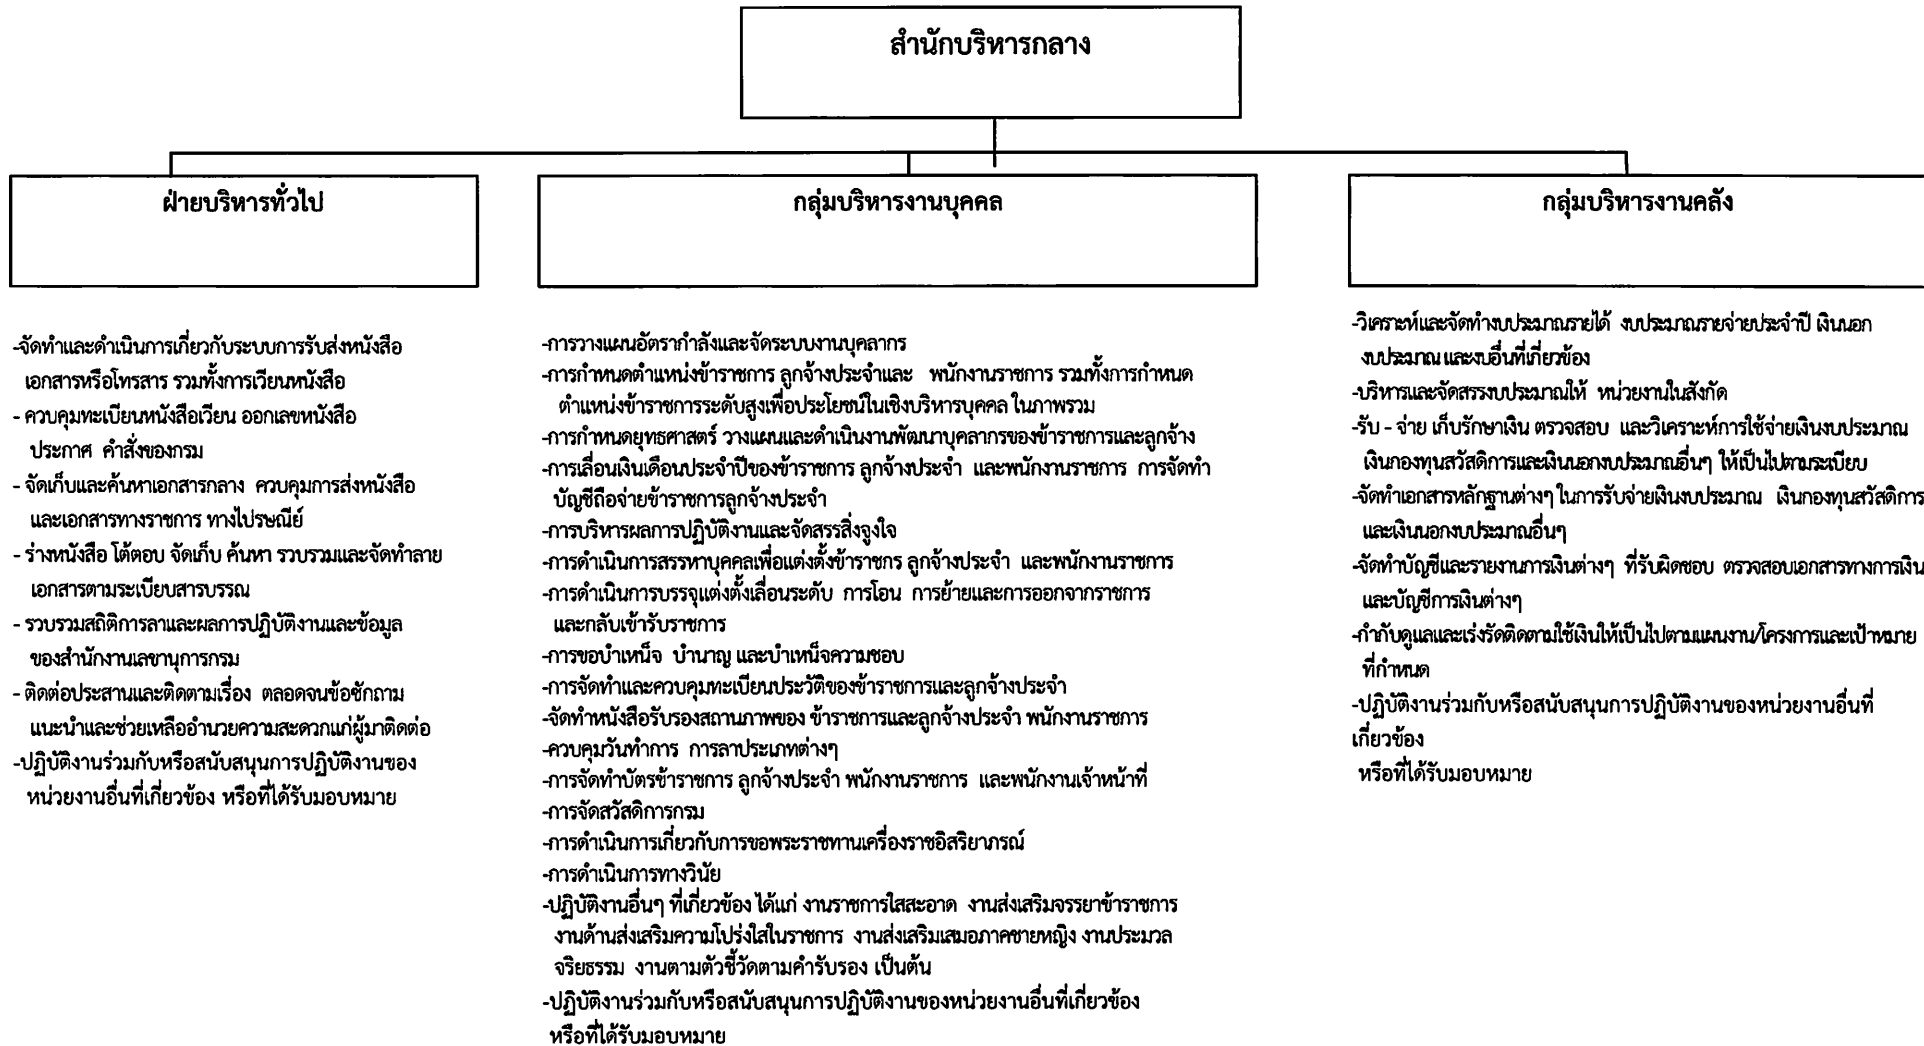 สำนักบริหารกลาง
ฝ่ายบริหารทั่วไป
-จัดทำและดำเนินการเกี่ยวกับระบบการรับส่งหนังสือ
เอกสารหรือโทรสาร รวมทั้งการเวียนหนังสือ
- ควบคุมทะเบียนหนังสือเวียน ออกเลขหนังสือ
ประกาศ คำสั่งของกรม
- จัดเก็บและค้นหาเอกสารกลาง ควบคุมการส่งหนังสือ
และเอกสารทางราชการ ทางไปรษณีย์
- ร่างหนังสือ โต้ตอบ จัดเก็บ ค้นหา รวบรวมและจัดทำลาย
เอกสารตามระเบียบสารบรรณ
- รวบรวมสถิติการลาและผลการปฏิบัติงานและข้อมูล
ของสำนักงานเลขานุการกรม
- ติดต่อประสานและติดตามเรื่อง ตลอดจนข้อซักถาม
แนะนำและช่วยเหลืออำนวยความสะดวกแก่ผู้มาติดต่อ
-ปฏิบัติงานร่วมกับหรือสนับสนุนการปฏิบัติงานของ
หน่วยงานอื่นที่เกี่ยวข้อง หรือที่ได้รับมอบหมาย
กลุ่มบริหารงานบุคคล
-การวางแผนอัตรากำลังและจัดระบบงานบุคลากร
-การกำหนดตำแหน่งข้าราชการ ลูกจ้างประจำและ พนักงานราชการ รวมทั้งการกำหนด
ตำแหน่งข้าราชการระดับสูงเพื่อประโยชน์ในเชิงบริหารบุคคล ในภาพรวม
-การกำหนดยุทธศาสตร์ วางแผนและดำเนินงานพัฒนาบุคลากรของข้าราชการและลูกจ้าง
-การเลื่อนเงินเดือนประจำปีของข้าราชการ ลูกจ้างประจำ และพนักงานราชการ การจัดทำ
บัญชีถือจ่ายข้าราชการลูกจ้างประจำ
-การบริหารผลการปฏิบัติงานและจัดสรรสิ่งจูงใจ
-การดำเนินการสรรหาบุคคลเพื่อแต่งตั้งข้าราชกร ลูกจ้างประจำ และพนักงานราชการ
-การดำเนินการบรรจุแต่งตั้งเลื่อนระดับ การโอน การย้ายและการออกจากราชการ
และกลับเข้ารับราชการ
-การขอบำเหน็จ บำนาญ และบำเหน็จความชอบ
-การจัดทำและควบคุมทะเบียนประวัติของข้าราชการและลูกจ้างประจำ
-จัดทำหนังสือรับรองสถานภาพของ ข้าราชการและลูกจ้างประจำ พนักงานราชการ
-ควบคุมวันทำการ การลาประเภทต่างๆ
-การจัดทำบัตรข้าราชการ ลูกจ้างประจำ พนักงานราชการ และพนักงานเจ้าหน้าที่
-การจัดสวัสดิการกรม
-การดำเนินการเกี่ยวกับการขอพระราชทานเครื่องราชอิสริยาภรณ์
-การดำเนินการทางวินัย
-ปฏิบัติงานอื่นๆ ที่เกี่ยวข้อง ได้แก่ งานราชการใสสะอาด งานส่งเสริมจรรยาข้าราชการ
งานด้านส่งเสริมความโปร่งใสในราชการ งานส่งเสริมเสมอภาคชายหญิง งานประมวล
จริยธรรม งานตามตัวชี้วัดตามคำรับรอง เป็นต้น
-ปฏิบัติงานร่วมกับหรือสนับสนุนการปฏิบัติงานของหน่วยงานอื่นที่เกี่ยวข้อง
หรือที่ได้รับมอบหมาย
กลุ่มบริหารงานคลัง
-วิเคราะห์และจัดทำงบประมาณรายได้ งบประมาณรายจ่ายประจำปี เงินนอก
งบประมาณ และงบอื่นที่เกี่ยวข้อง
-บริหารและจัดสรรงบประมาณให้ หน่วยงานในสังกัด
-รับ - จ่าย เก็บรักษาเงิน ตรวจสอบ และวิเคราะห์การใช้จ่ายเงินงบประมาณ
เงินกองทุนสวัสดิการและเงินนอกงบประมาณอื่นๆ ให้เป็นไปตามระเบียบ
-จัดทำเอกสารหลักฐานต่างๆ ในการรับจ่ายเงินงบประมาณ เงินกองทุนสวัสดิการ
และเงินนอกงบประมาณอื่นๆ
-จัดทำบัญชีและรายงานการเงินต่างๆ ที่รับผิดชอบ ตรวจสอบเอกสารทางการเงิน
และบัญชีการเงินต่างๆ
-กำกับดูแลและเร่งรัดติดตามใช้เงินให้เป็นไปตามแผนงาน/โครงการและเป้าหมาย
ที่กำหนด
-ปฏิบัติงานร่วมกับหรือสนับสนุนการปฏิบัติงานของหน่วยงานอื่นที่
เกี่ยวข้อง
หรือที่ได้รับมอบหมาย